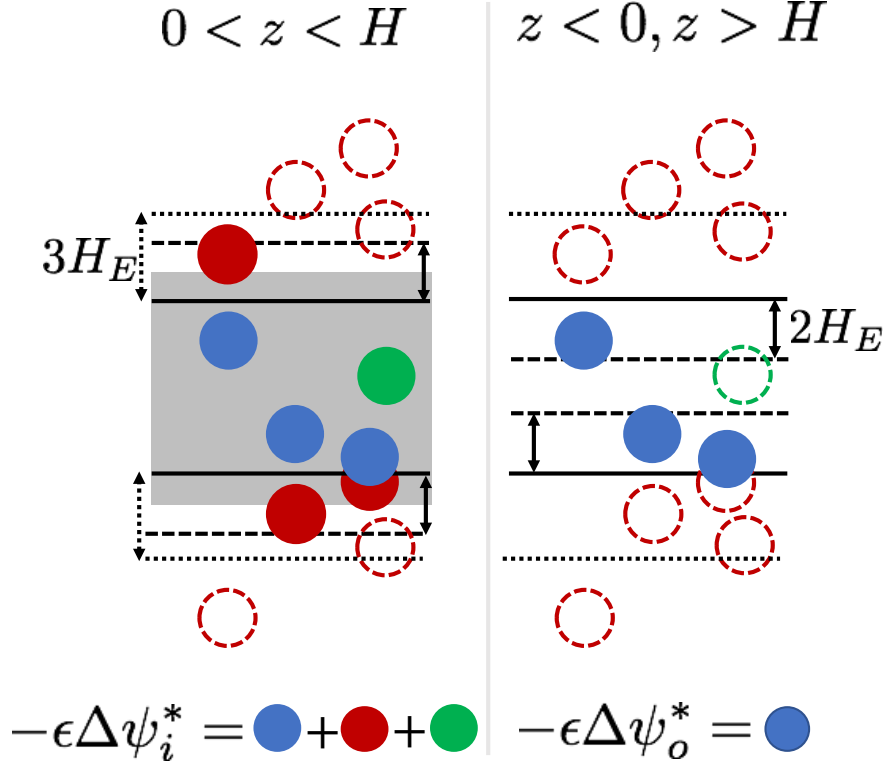 0 < z < H
z < 0, z > H
3H_E
2H_E
−ϵΔψ_i^* = + +
−ϵΔψ_o^* =